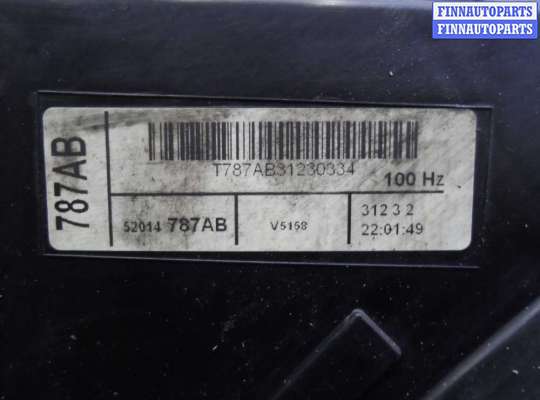 FINNAUTOPARTS
FINNAUTOPARTS
787AB
T787AB31230334
100 Hz
52014 787AB
V5158
312 3 2
22:01:49